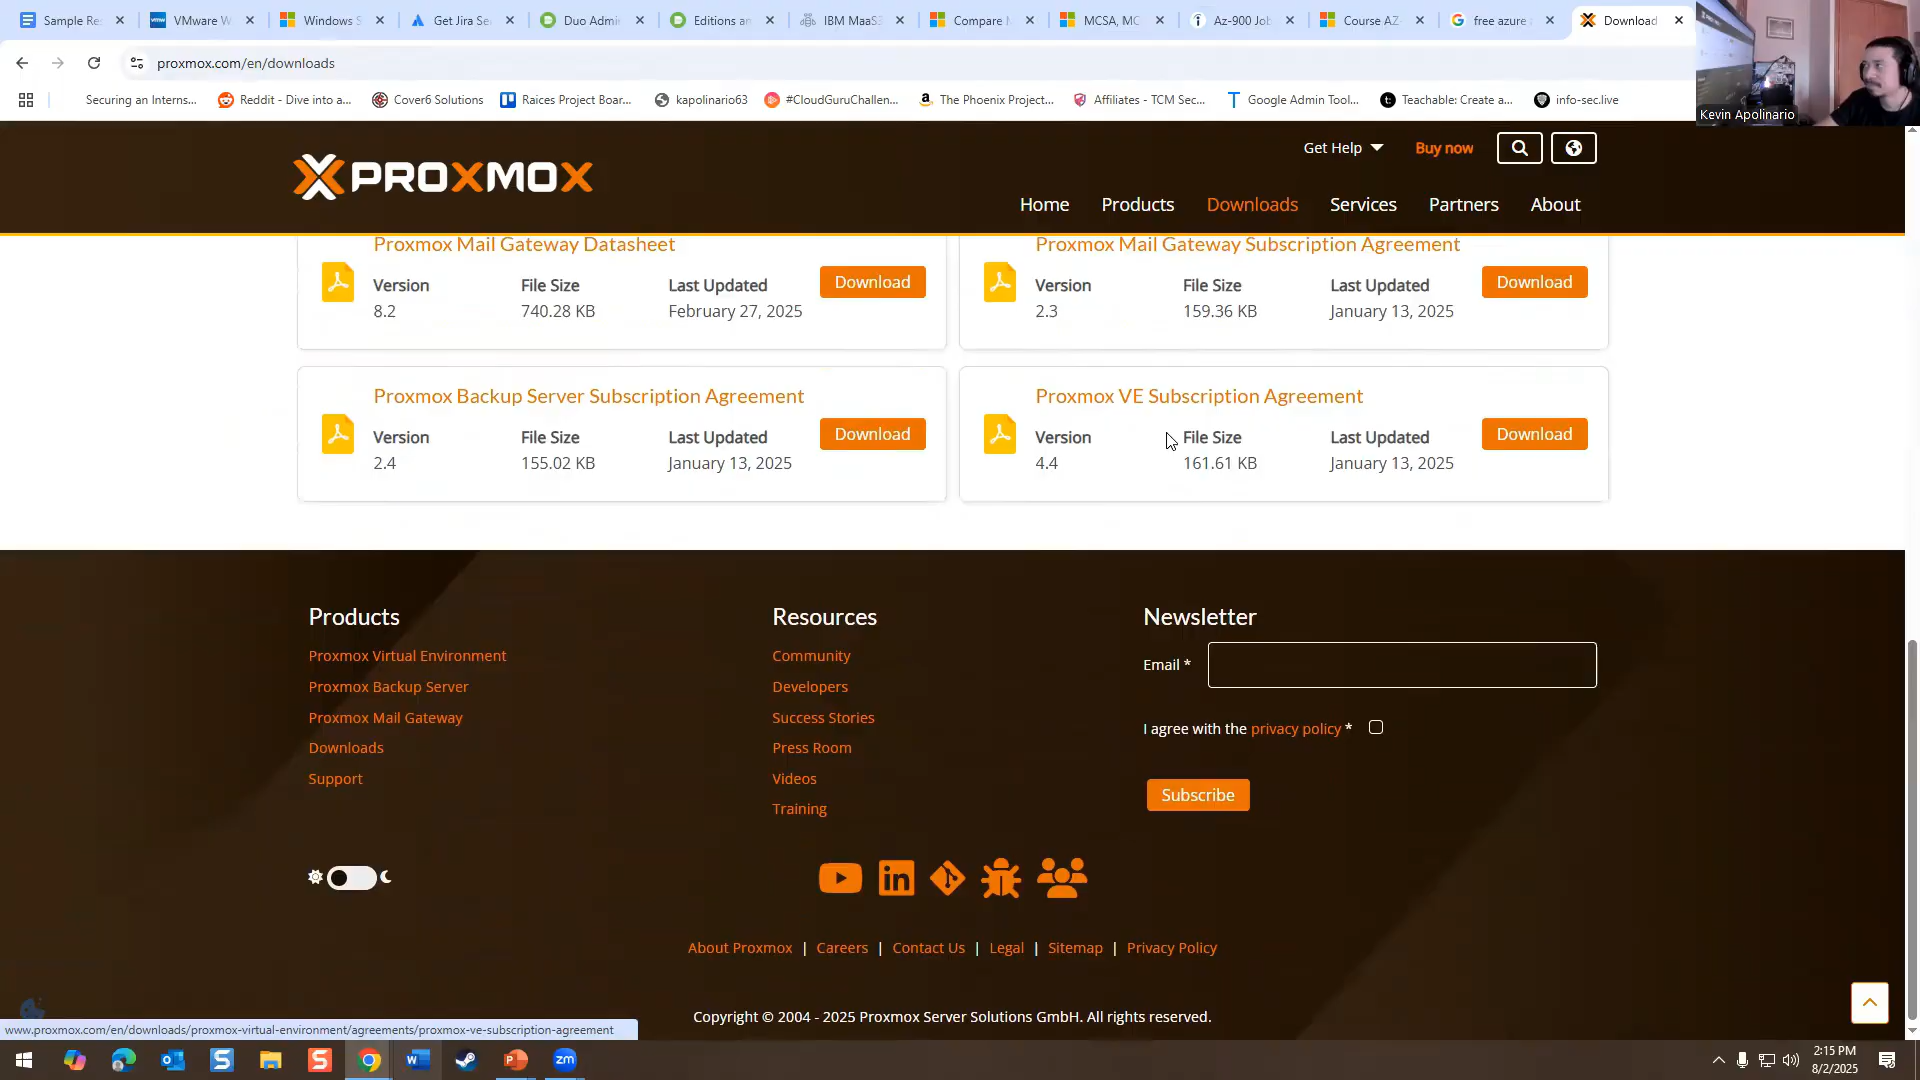 Sample Re
VMware W
Windows S
Get Jira Se
Duo Admi
Editions an
IBM MaaS3
Compare M
MCSA, MC
Az-900 Job
Course AZ-
free azure
Download
proxmox.com/en/downloads
Securing an Interns...
Reddit - Dive into a...
Cover6 Solutions
Raices Project Boar...
kapolinario63
#CloudGuruChallen...
The Phoenix Project...
Affiliates - TCM Sec...
Google Admin Tool...
Teachable: Create a...
info-sec.live
Kevin Apolinario
Get Help
Buy now
PROXMOX
Home
Products
Downloads
Services
Partners
About
Proxmox Mail Gateway Datasheet
Version
File Size
Last Updated
8.2
740.28 KB
February 27, 2025
Download
Proxmox Mail Gateway Subscription Agreement
Version
File Size
Last Updated
2.3
159.36 KB
January 13, 2025
Download
Proxmox Backup Server Subscription Agreement
Version
File Size
Last Updated
2.4
155.02 KB
January 13, 2025
Download
Proxmox VE Subscription Agreement
Version
File Size
Last Updated
4.4
161.61 KB
January 13, 2025
Download
Products
Proxmox Virtual Environment
Proxmox Backup Server
Proxmox Mail Gateway
Downloads
Support
Resources
Community
Developers
Success Stories
Press Room
Videos
Training
Newsletter
Email *
I agree with the privacy policy *
Subscribe
About Proxmox | Careers | Contact Us | Legal | Sitemap | Privacy Policy
Copyright © 2004 - 2025 Proxmox Server Solutions GmbH. All rights reserved.
www.proxmox.com/en/downloads/proxmox-virtual-environment/agreements/proxmox-ve-subscription-agreement
2:15 PM
8/2/2025